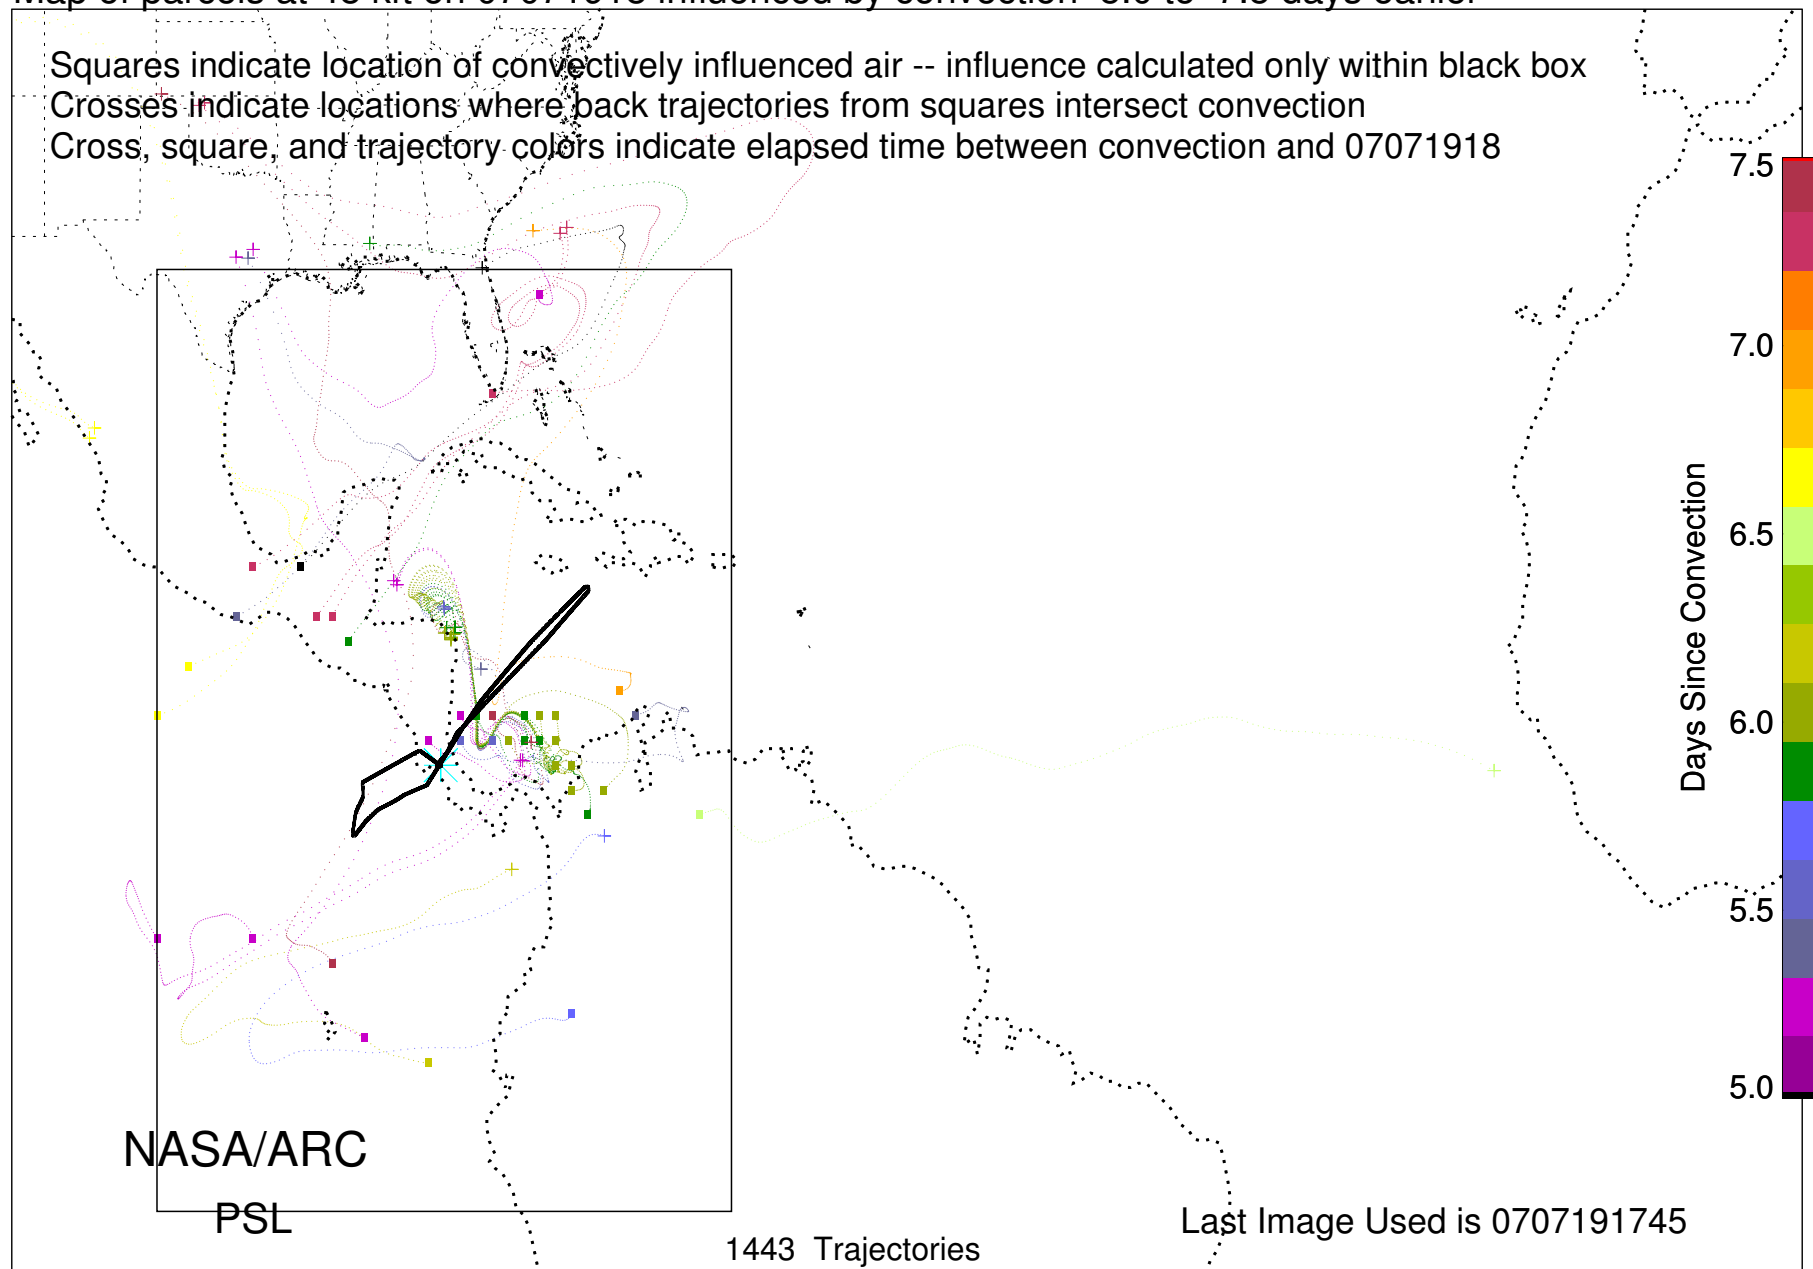 Squares indicate location of convectively influenced air -- influence calculated only within black box
Crosses indicate locations where back trajectories from squares intersect convection
Cross, square, and trajectory colors indicate elapsed time between convection and 07071918
7.5
7.0
6.5
6.0
5.5
5.0
Days Since Convection
NASA/ARC
PSL
Last Image Used is 0707191745
1443 Trajectories